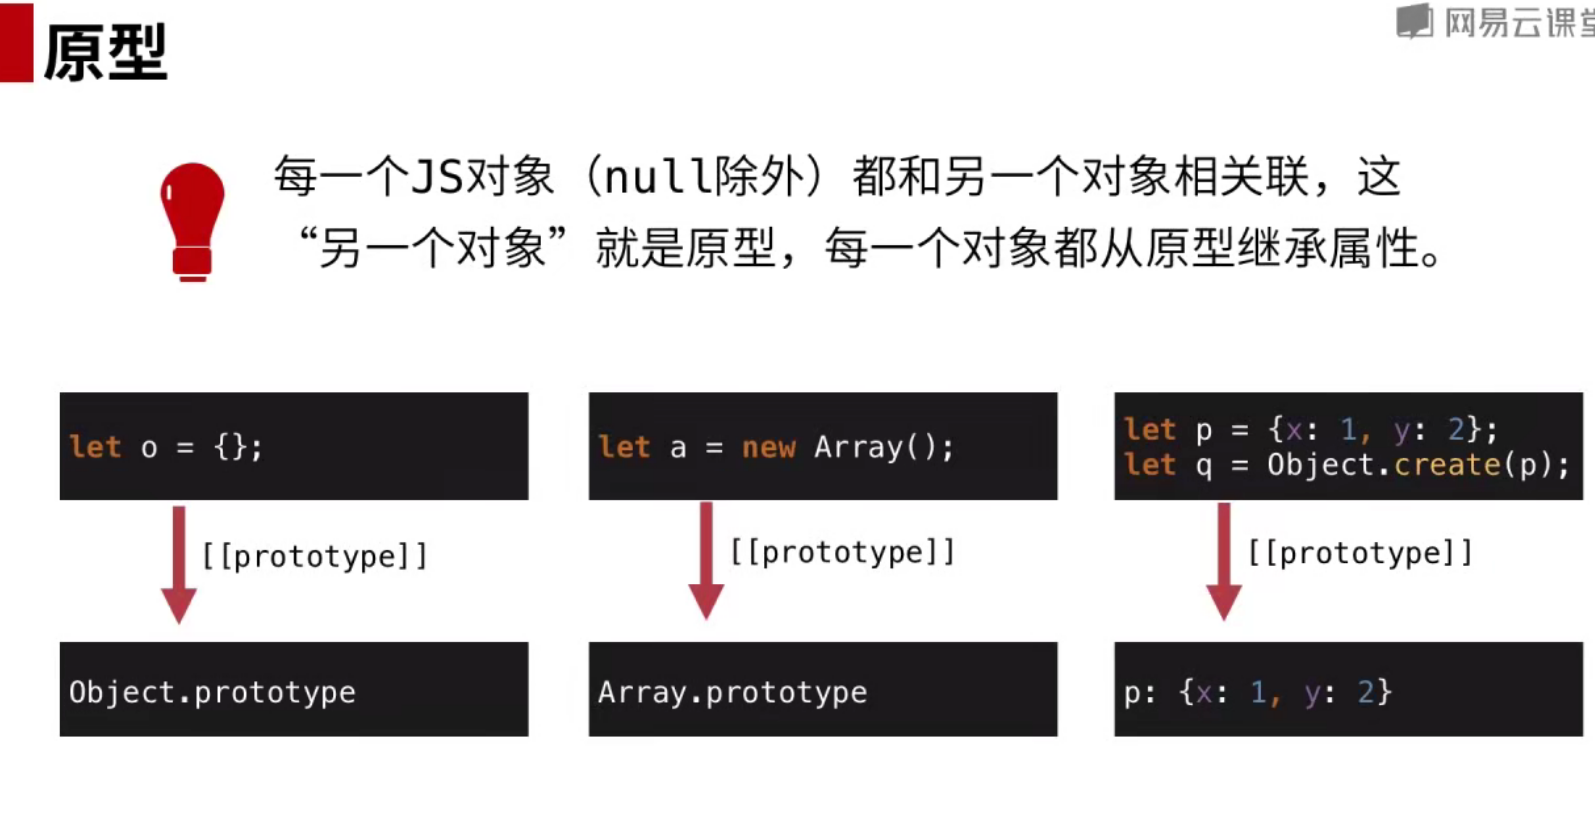 原型
网易云课堂
每一个JS对象（null除外）都和另一个对象相关联，这
“另一个对象”就是原型，每一个对象都从原型继承属性。
let o = {};
let a = new Array();
let p = {x: 1, y: 2};
let q = Object.create(p);
[[prototype]]
[[prototype]]
[[prototype]]
Object.prototype
Array.prototype
p: {x: 1, y: 2}